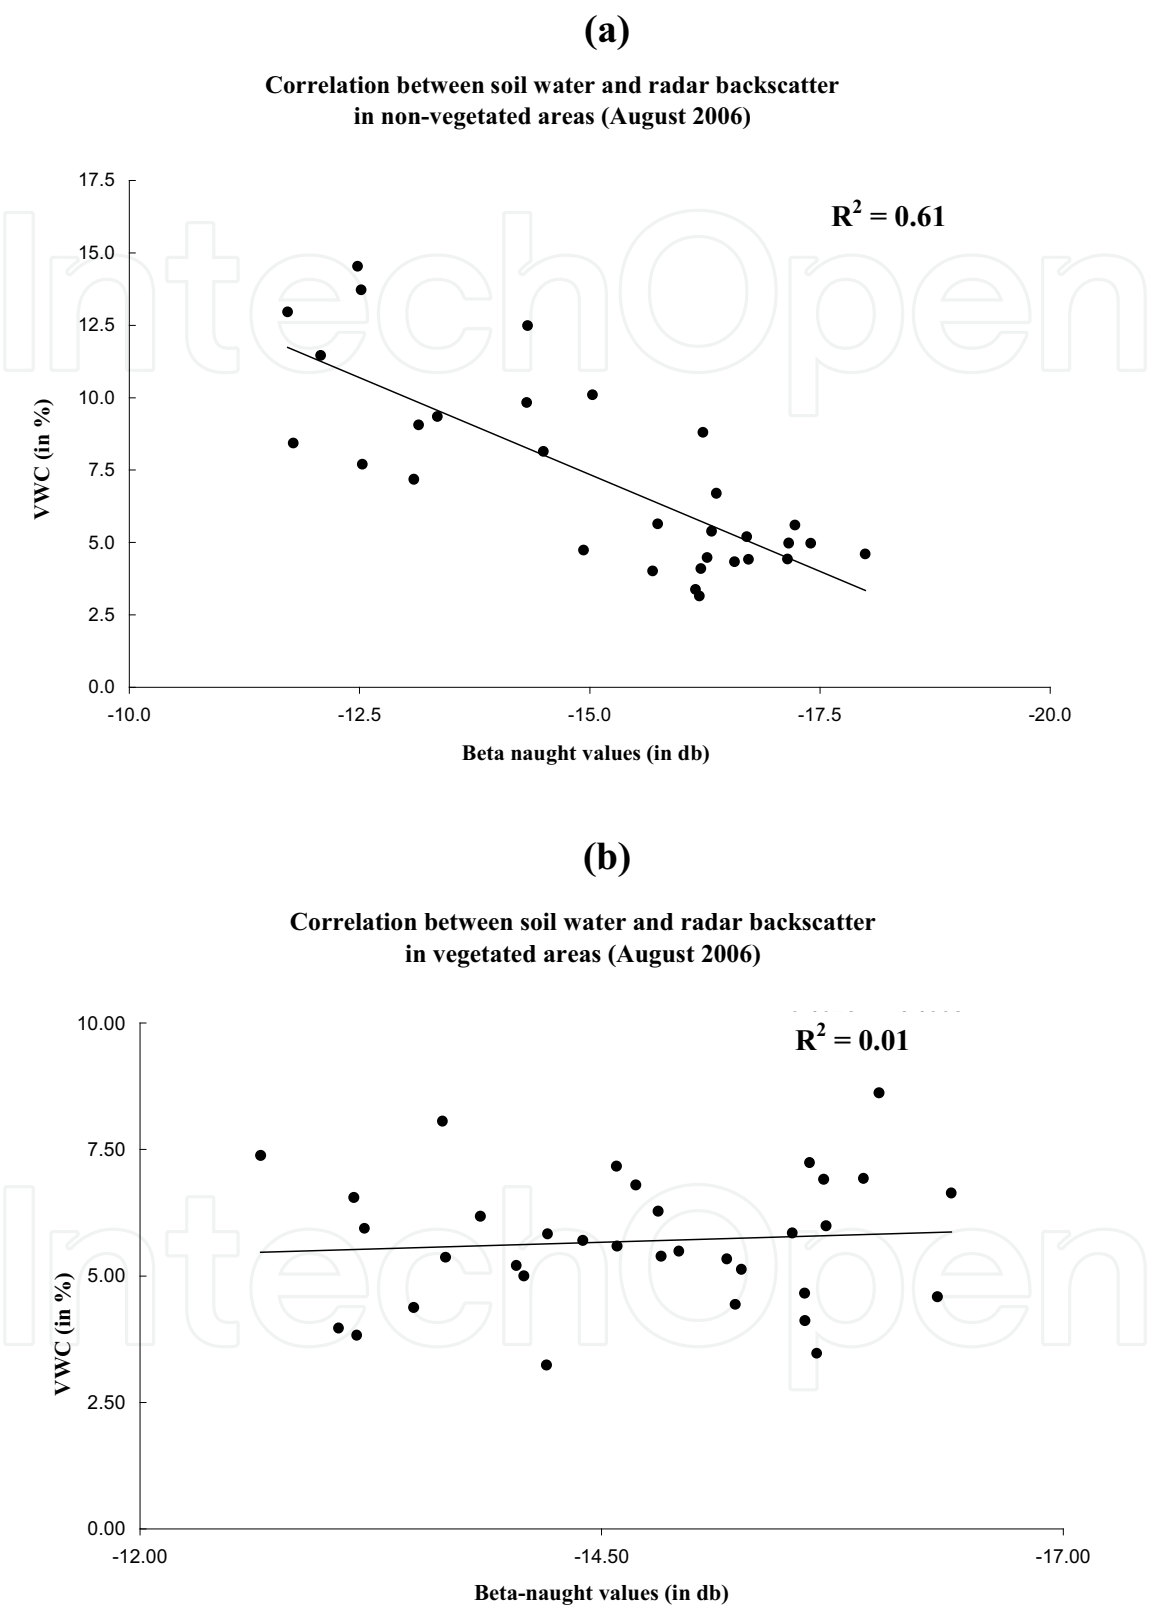 (a)
Correlation between soil water and radar backscatter
in non-vegetated areas (August 2006)
17.5
R² = 0.61
15.0
12.5
10.0
VWC (in %)
7.5
5.0
2.5
0.0
-10.0 -12.5 -15.0 -17.5 -20.0
Beta naught values (in db)
IntechOpen
(b)
Correlation between soil water and radar backscatter
in vegetated areas (August 2006)
10.00
R² = 0.01
7.50
5.00
VWC (in %)
2.50
0.00
-12.00 -14.50 -17.00
Beta-naught values (in db)
IntechOpen